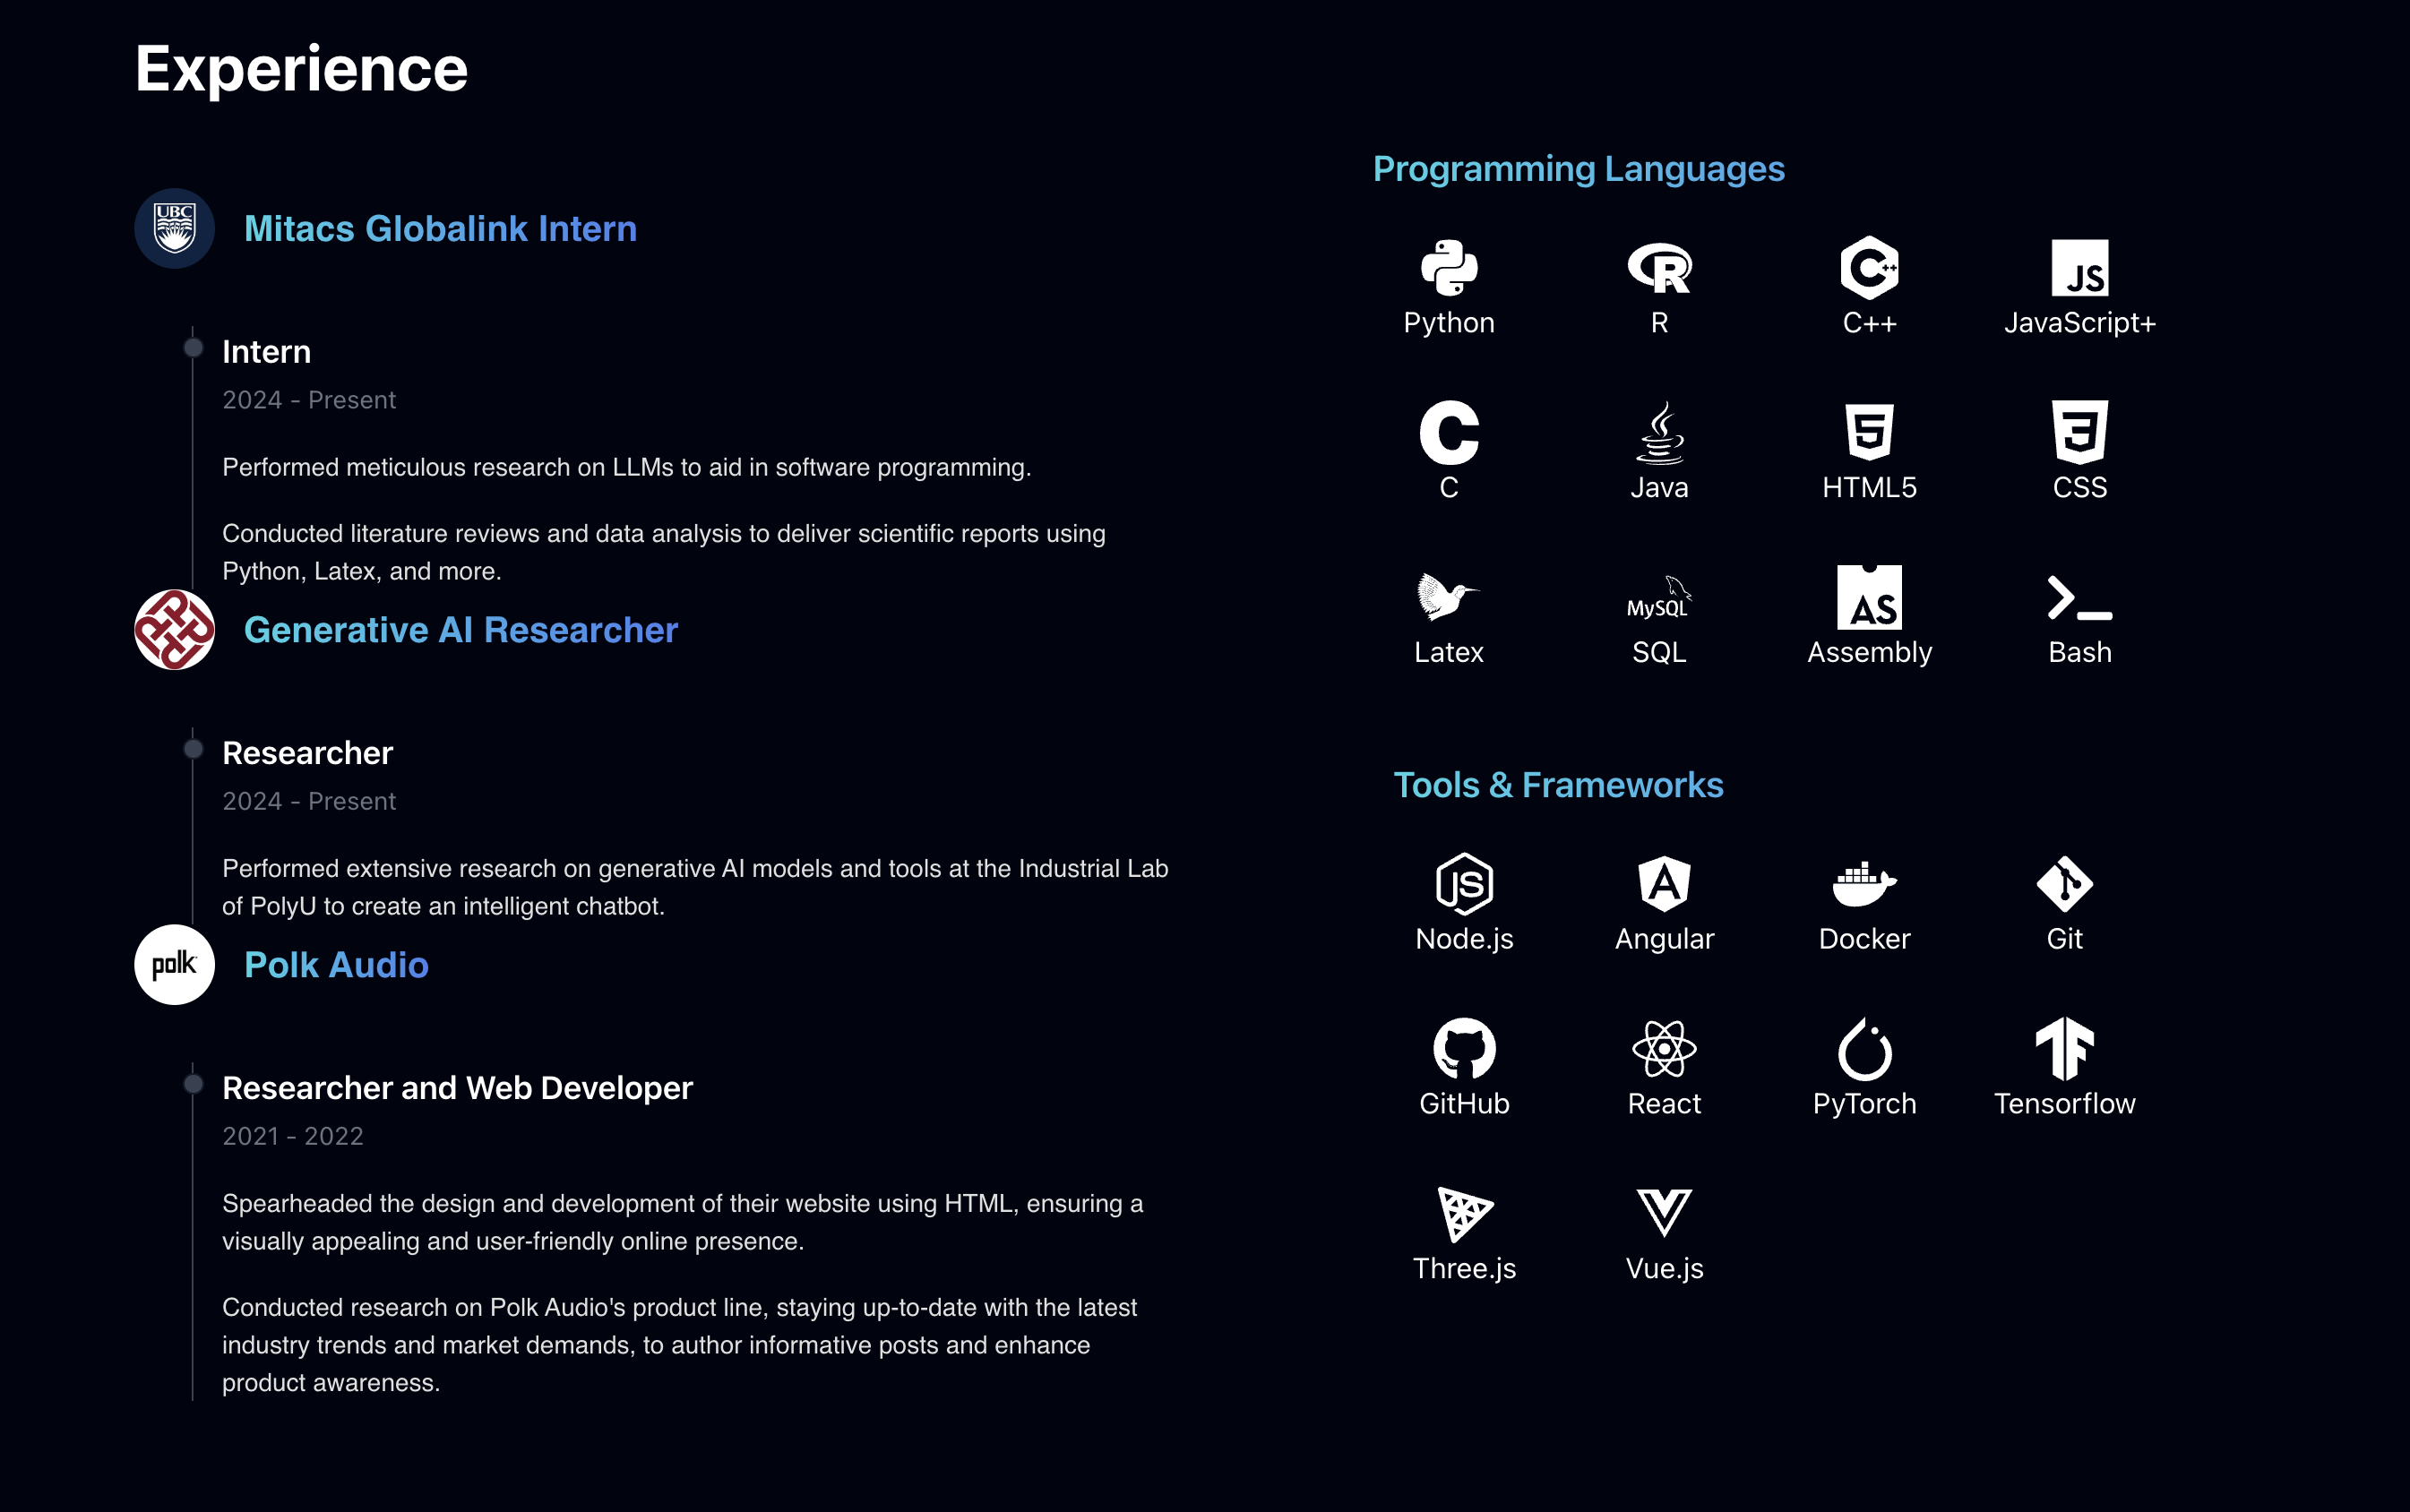 Experience
UBC
Mitacs Globalink Intern
Intern
2024 - Present
Performed meticulous research on LLMs to aid in software programming.
Conducted literature reviews and data analysis to deliver scientific reports using
Python, Latex, and more.
Generative AI Researcher
Researcher
2024 - Present
Performed extensive research on generative AI models and tools at the Industrial Lab
of PolyU to create an intelligent chatbot.
polk
Polk Audio
Researcher and Web Developer
2021 - 2022
Spearheaded the design and development of their website using HTML, ensuring a
visually appealing and user-friendly online presence.
Conducted research on Polk Audio's product line, staying up-to-date with the latest
industry trends and market demands, to author informative posts and enhance
product awareness.
Programming Languages
R C++ JS
Python R C++ JavaScript+
C 5 3
C Java HTML5 CSS
MySQL AS >_
Latex SQL Assembly Bash
Tools & Frameworks
JS A
Node.js Angular Docker Git
GitHub React PyTorch Tensorflow
Three.js Vue.js